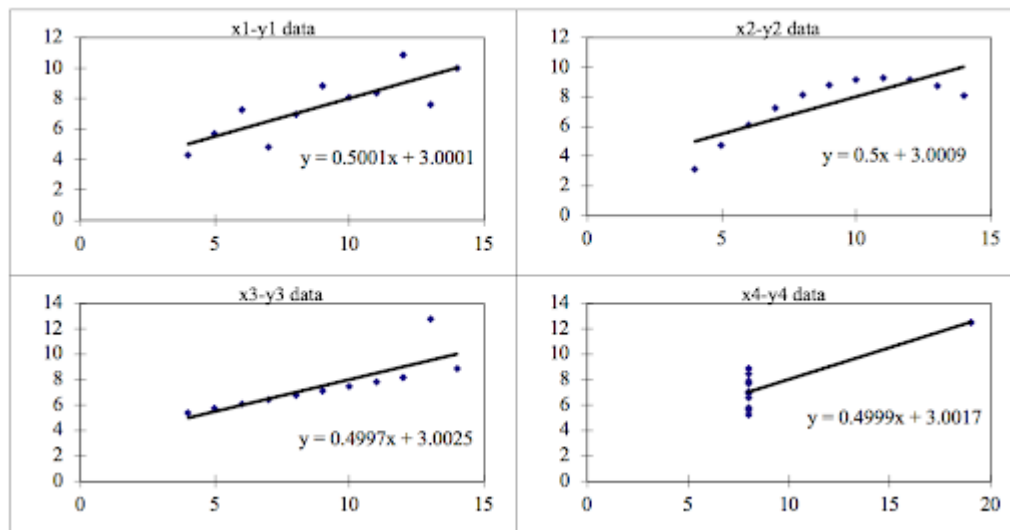 x1-y1 data
12
10
8
6
4
2
0
y = 0.5001x + 3.0001
0 5 10 15
x2-y2 data
12
10
8
6
4
2
0
y = 0.5x + 3.0009
0 5 10 15
x3-y3 data
14
12
10
8
6
4
2
0
y = 0.4997x + 3.0025
0 5 10 15
x4-y4 data
14
12
10
8
6
4
2
0
y = 0.4999x + 3.0017
0 5 10 15 20